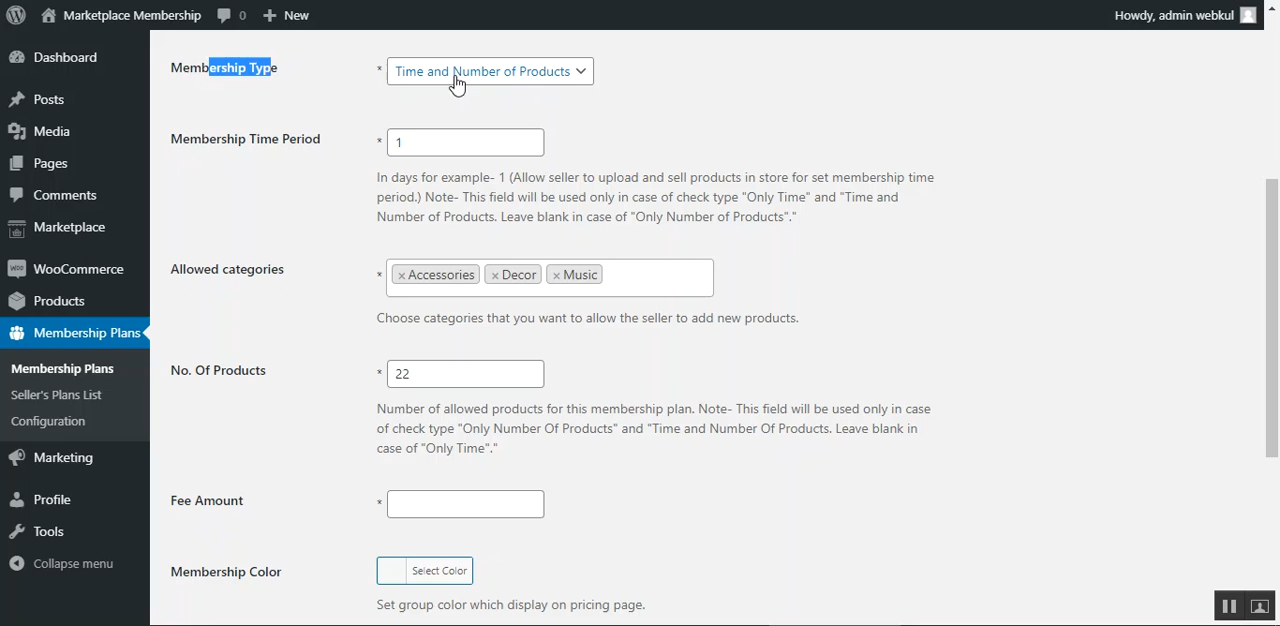 Marketplace Membership 0 New Howdy, admin webkul
Dashboard
Posts
Media
Pages
Comments
Marketplace
WooCommerce
Products
Membership Plans
Membership Plans
Seller's Plans List
Configuration
Marketing
Profile
Tools
Collapse menu
Membership Type * Time and Number of Products
Membership Time Period * 1
In days for example- 1 (Allow seller to upload and sell products in store for set membership time
period.) Note- This field will be used only in case of check type "Only Time" and "Time and
Number of Products. Leave blank in case of "Only Number of Products"."
Allowed categories * × Accessories × Decor × Music
Choose categories that you want to allow the seller to add new products.
No. Of Products * 22
Number of allowed products for this membership plan. Note- This field will be used only in case
of check type "Only Number Of Products" and "Time and Number Of Products. Leave blank in
case of "Only Time"."
Fee Amount *
Membership Color Select Color
Set group color which display on pricing page.